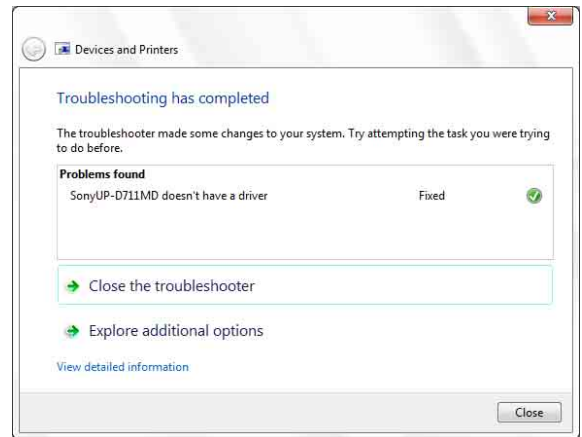 Devices and Printers
Troubleshooting has completed
The troubleshooter made some changes to your system. Try attempting the task you were trying
to do before.
Problems found
SonyUP-D711MD doesn't have a driver Fixed
Close the troubleshooter
Explore additional options
View detailed information
Close